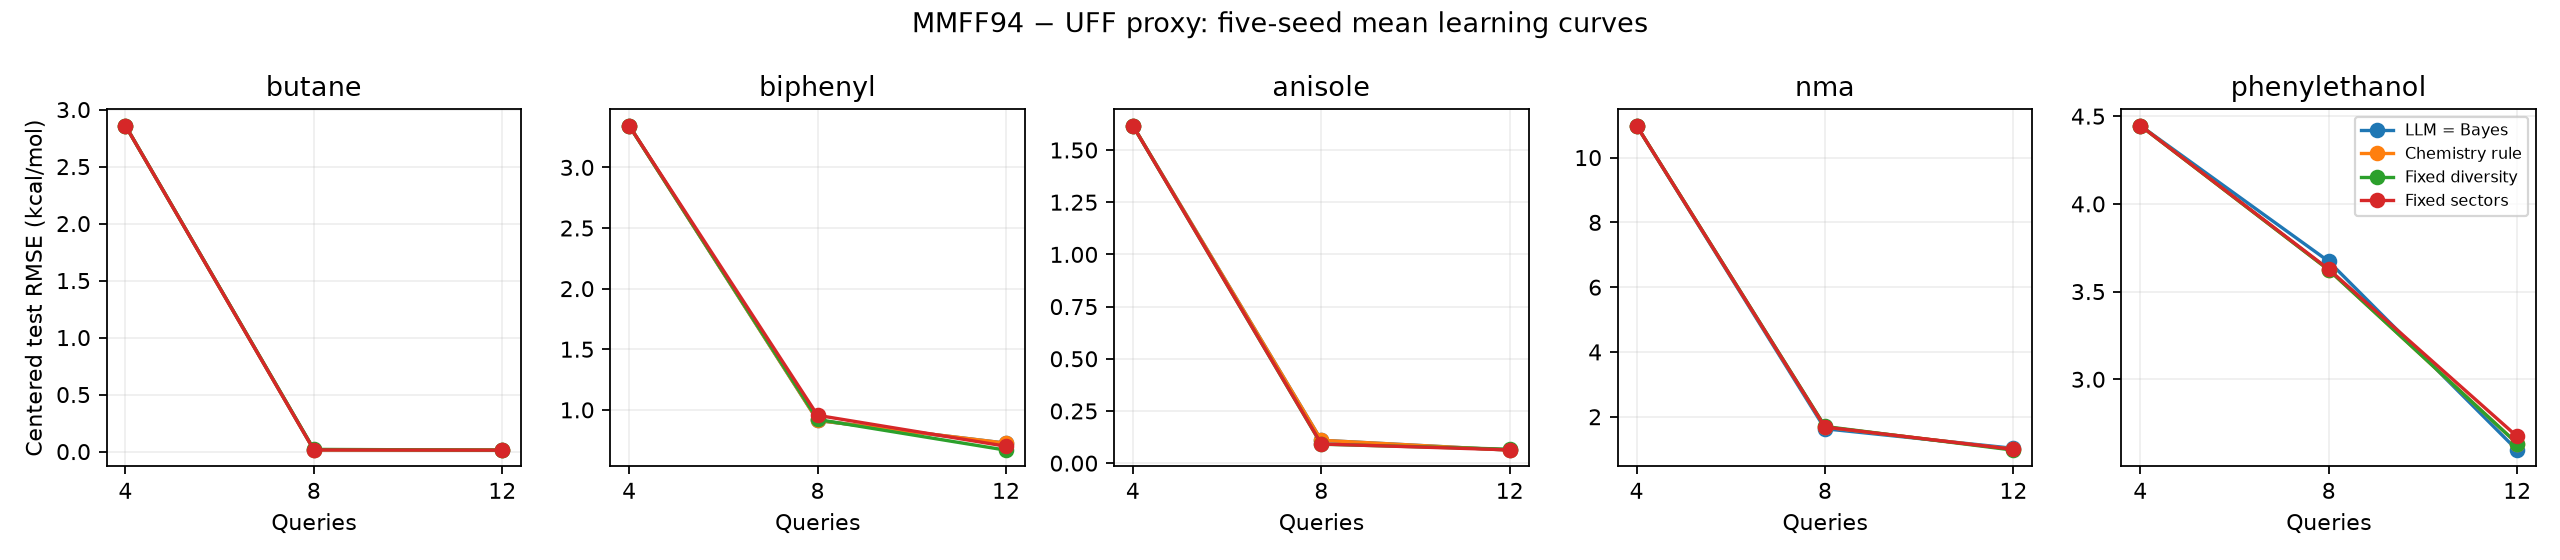 MMFF94 − UFF proxy: five-seed mean learning curves
butane
Centered test RMSE (kcal/mol)
3.0
2.5
2.0
1.5
1.0
0.5
0.0
4
8
12
Queries
biphenyl
3.0
2.5
2.0
1.5
1.0
4
8
12
Queries
anisole
1.50
1.25
1.00
0.75
0.50
0.25
0.00
4
8
12
Queries
nma
10
8
6
4
2
4
8
12
Queries
phenylethanol
4.5
4.0
3.5
3.0
LLM = Bayes
Chemistry rule
Fixed diversity
Fixed sectors
4
8
12
Queries